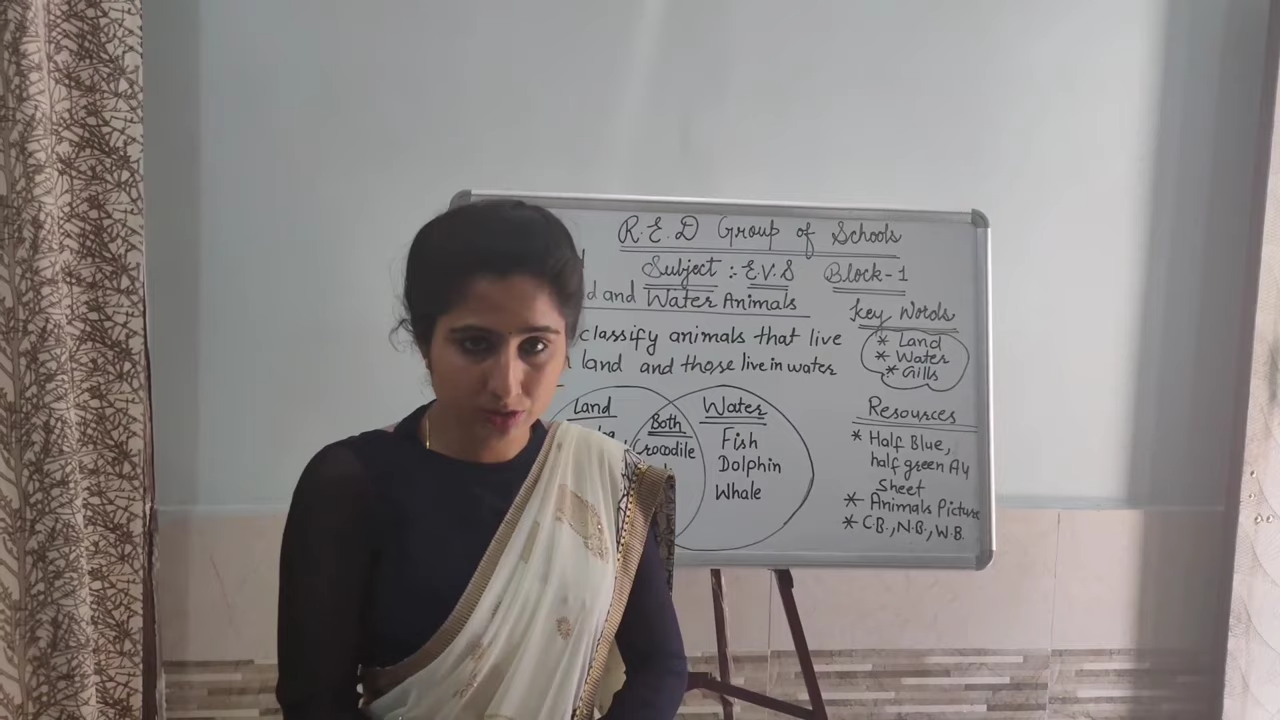 R.E.D Group of Schools
Subject :- E.V.S Block-1
and Water Animals
Key Words
* Land
* Water
* Gills
classify animals that live
land and those live in water
Land
Both
Crocodile
Water
Fish
Dolphin
Whale
Resources
* Half Blue,
half green A4
Sheet
* Animals Picture
* C.B., N.B., W.B.